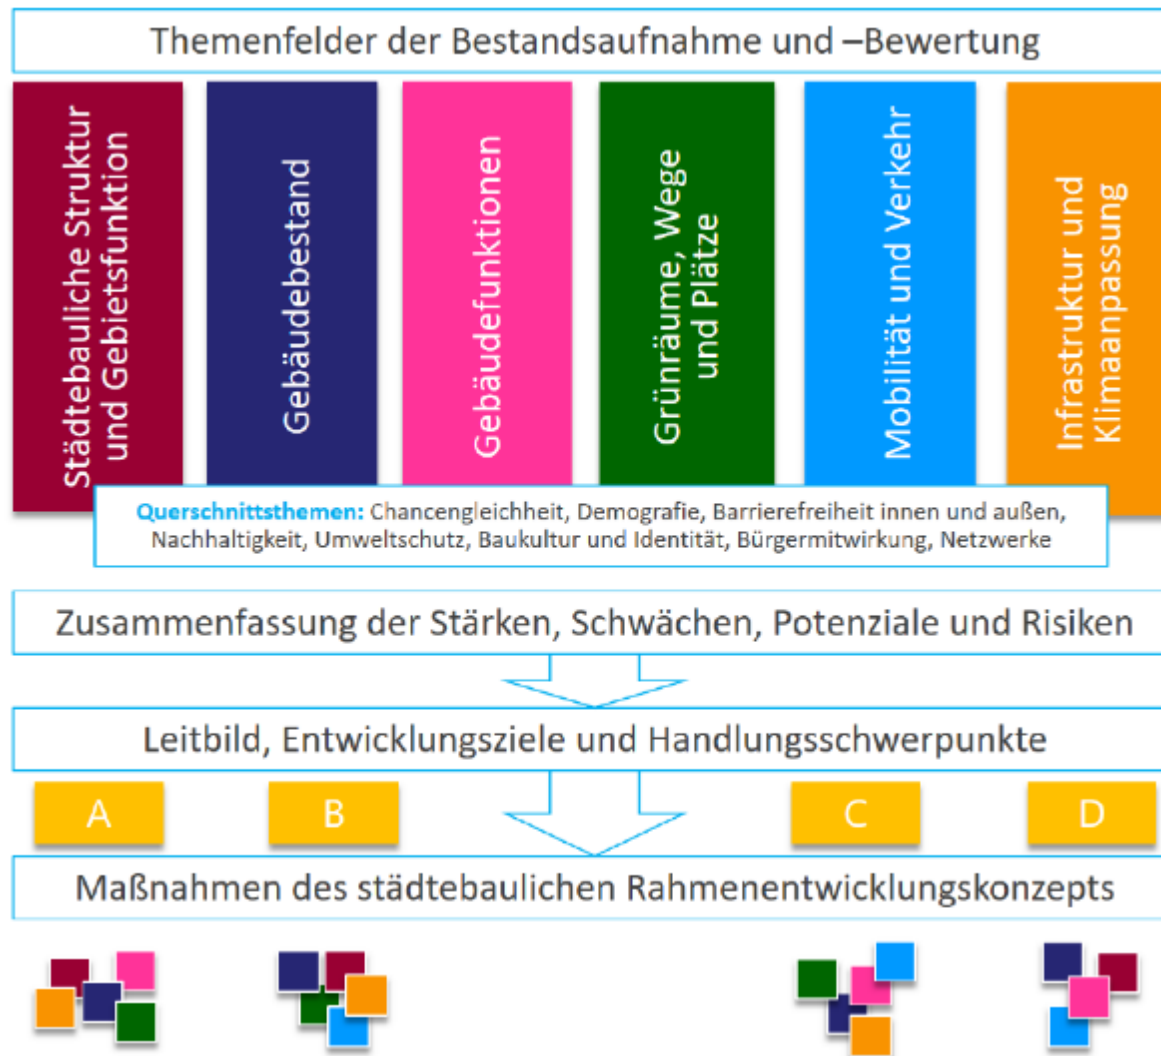 Themenfelder der Bestandsaufnahme und –Bewertung
Städtebauliche Struktur
und Gebietsfunktion
Gebäudebestand
Gebäudefunktionen
Grünräume, Wege
und Plätze
Mobilität und Verkehr
Infrastruktur und
Klimaanpassung
Querschnittsthemen: Chancengleichheit, Demografie, Barrierefreiheit innen und außen,
Nachhaltigkeit, Umweltschutz, Baukultur und Identität, Bürgermitwirkung, Netzwerke
Zusammenfassung der Stärken, Schwächen, Potenziale und Risiken
Leitbild, Entwicklungsziele und Handlungsschwerpunkte
A B C D
Maßnahmen des städtebaulichen Rahmenentwicklungskonzepts